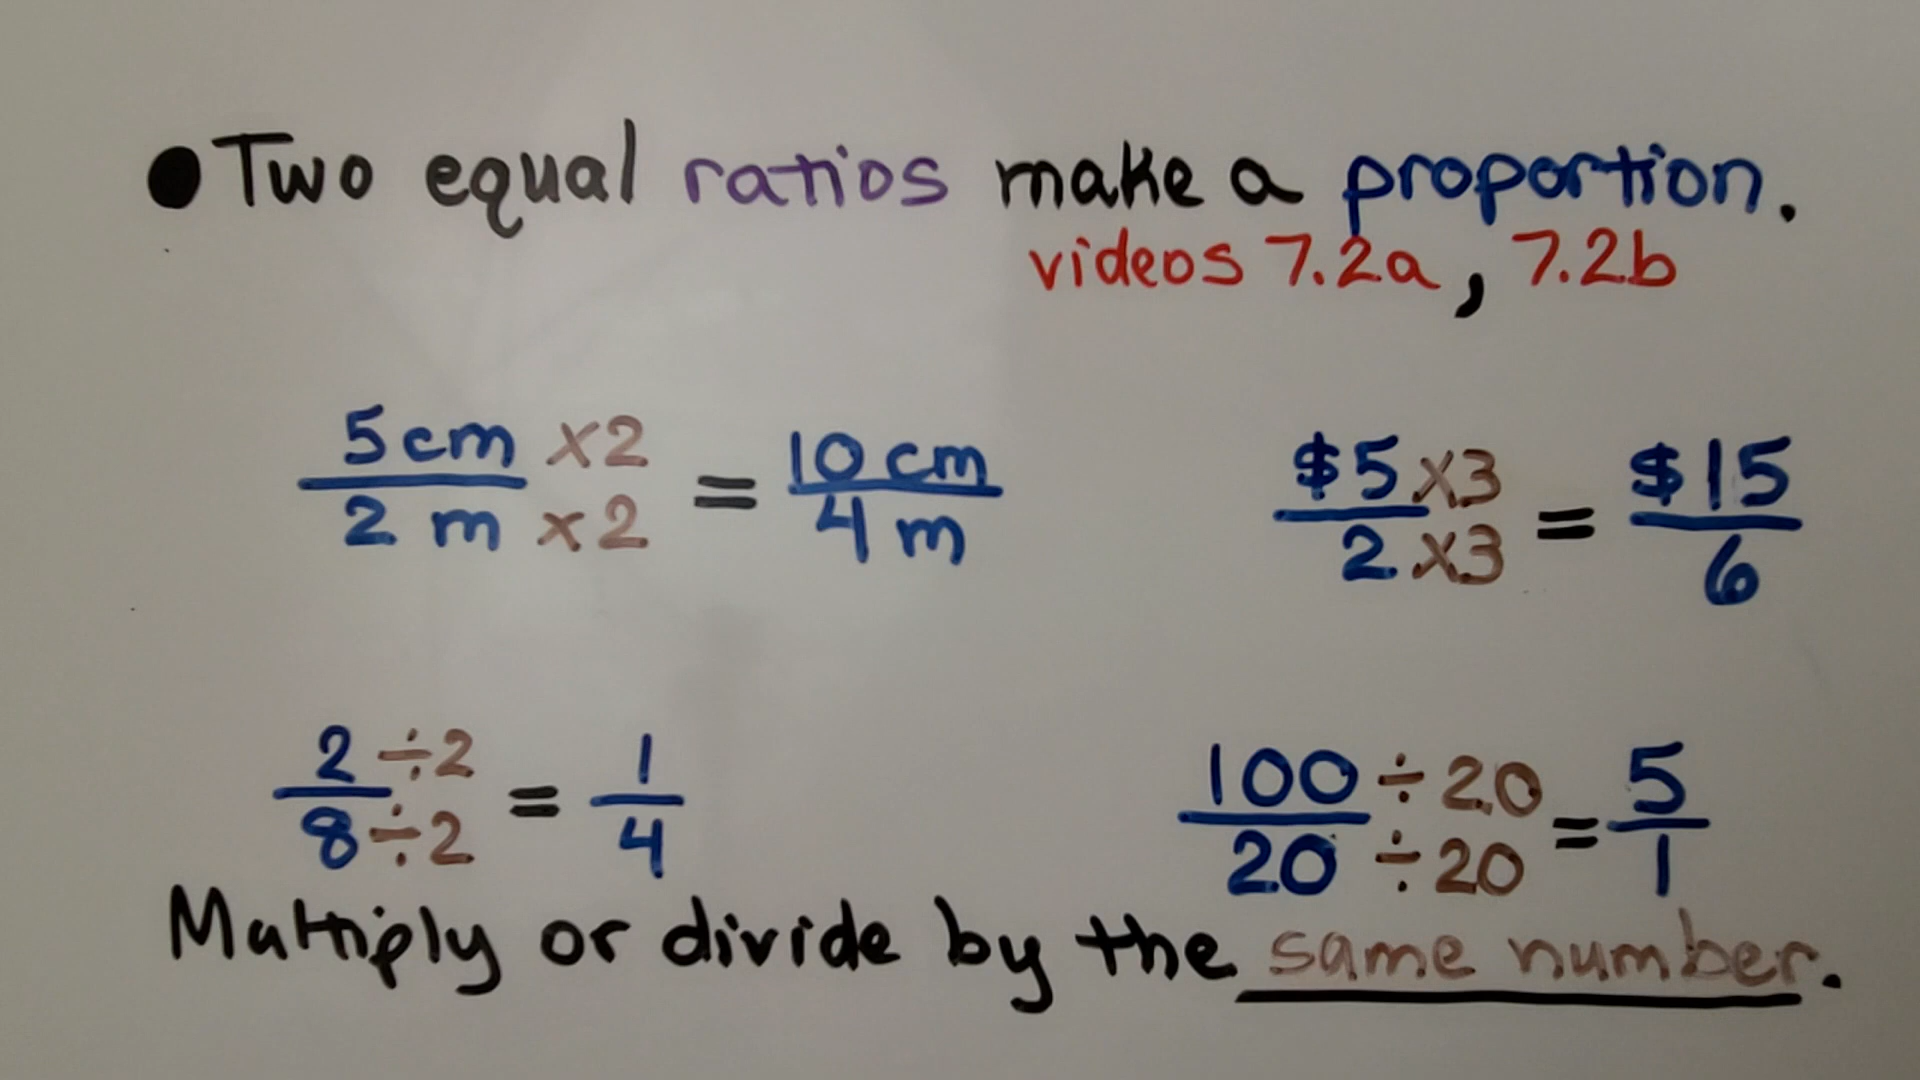 ● Two equal ratios make a proportion.
videos 7.2a, 7.2b
5cm x2 / 2 m x2 = 10 cm / 4 m
$5 x3 / 2 x3 = $15 / 6
2 ÷2 / 8 ÷2 = 1 / 4
100 ÷ 20 / 20 ÷ 20 = 5 / 1
Multiply or divide by the same number.